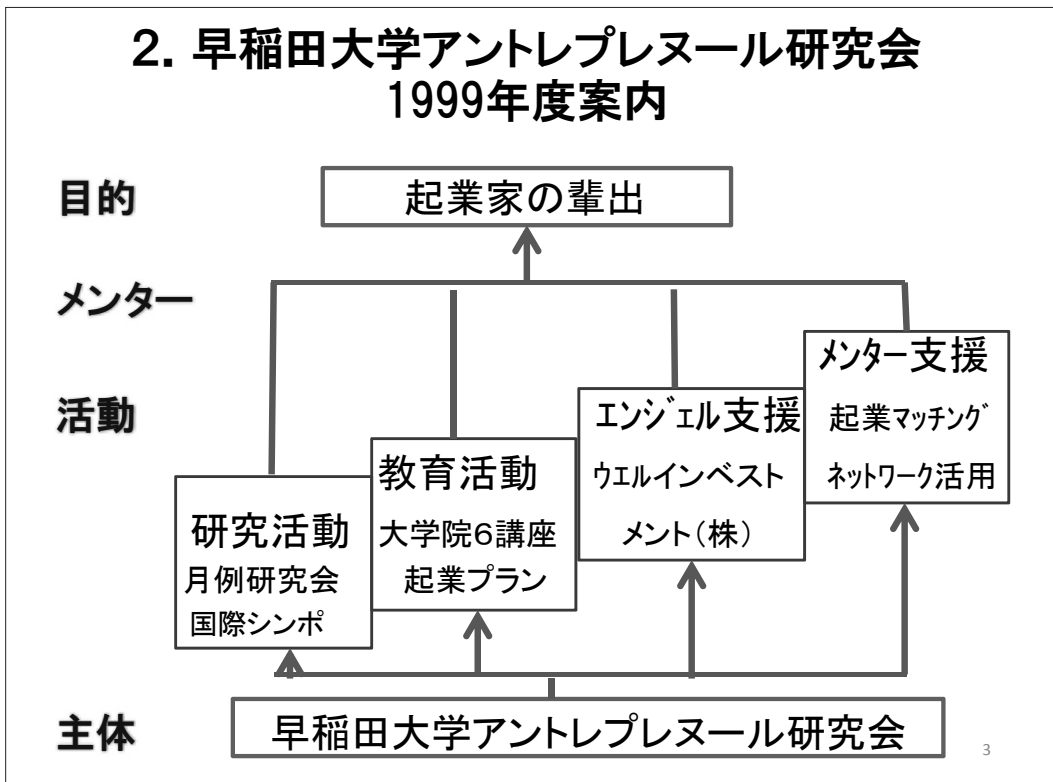 2. 早稲田大学アントレプレヌール研究会
1999年度案内
目的
起業家の輩出
メンター
活動
メンター支援
起業マッチング
ネットワーク活用
エンジェル支援
ウエルインベスト
メント(株)
教育活動
大学院6講座
起業プラン
研究活動
月例研究会
国際シンポ
主体
早稲田大学アントレプレヌール研究会
3